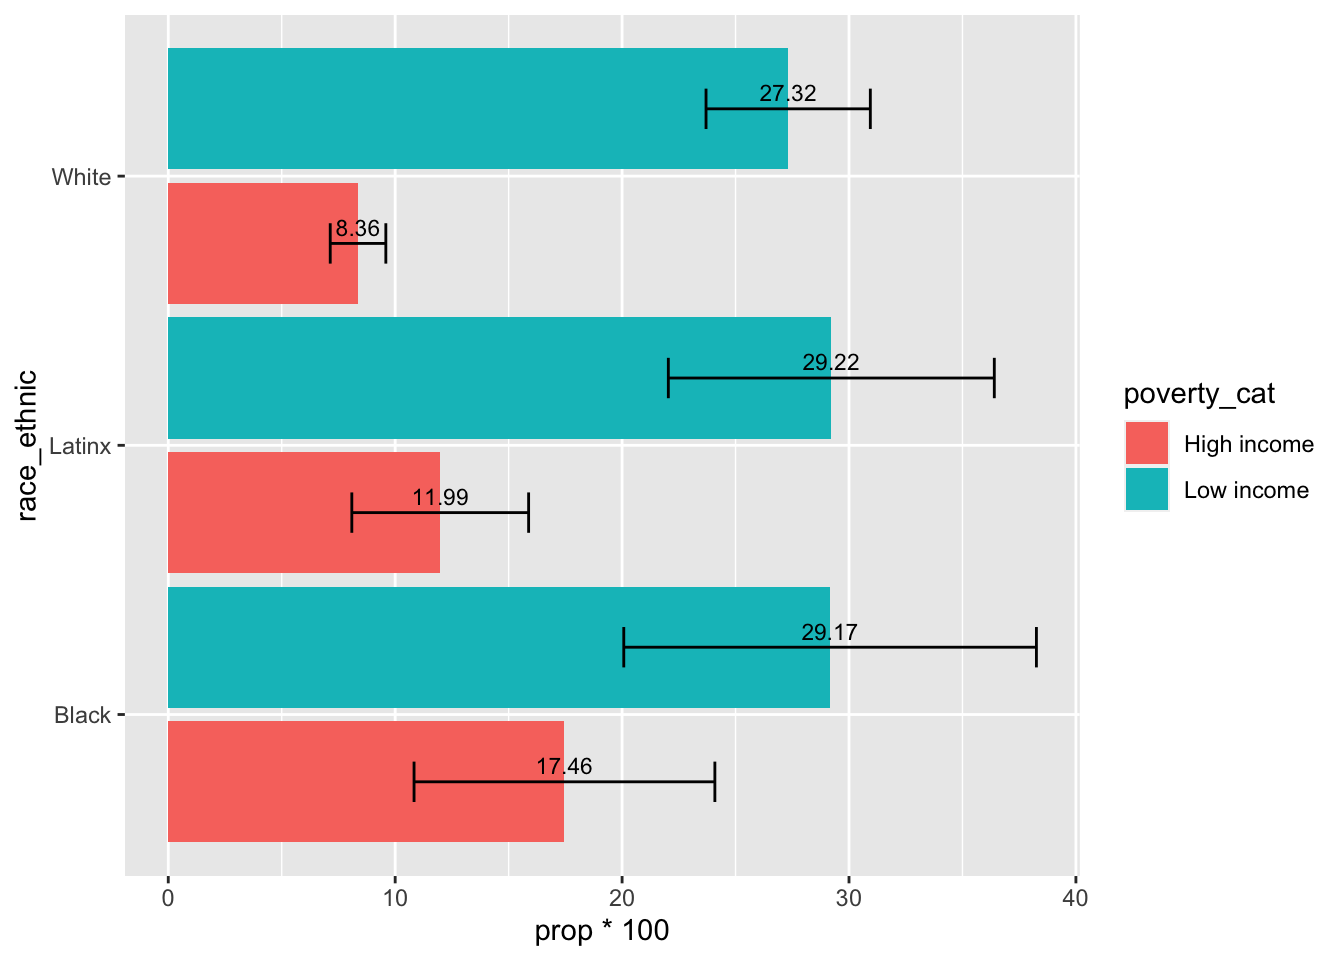 27.32
White
8.36
29.22
Latinx
11.99
29.17
Black
17.46
0 10 20 30 40
prop * 100
race_ethnic
poverty_cat
High income
Low income